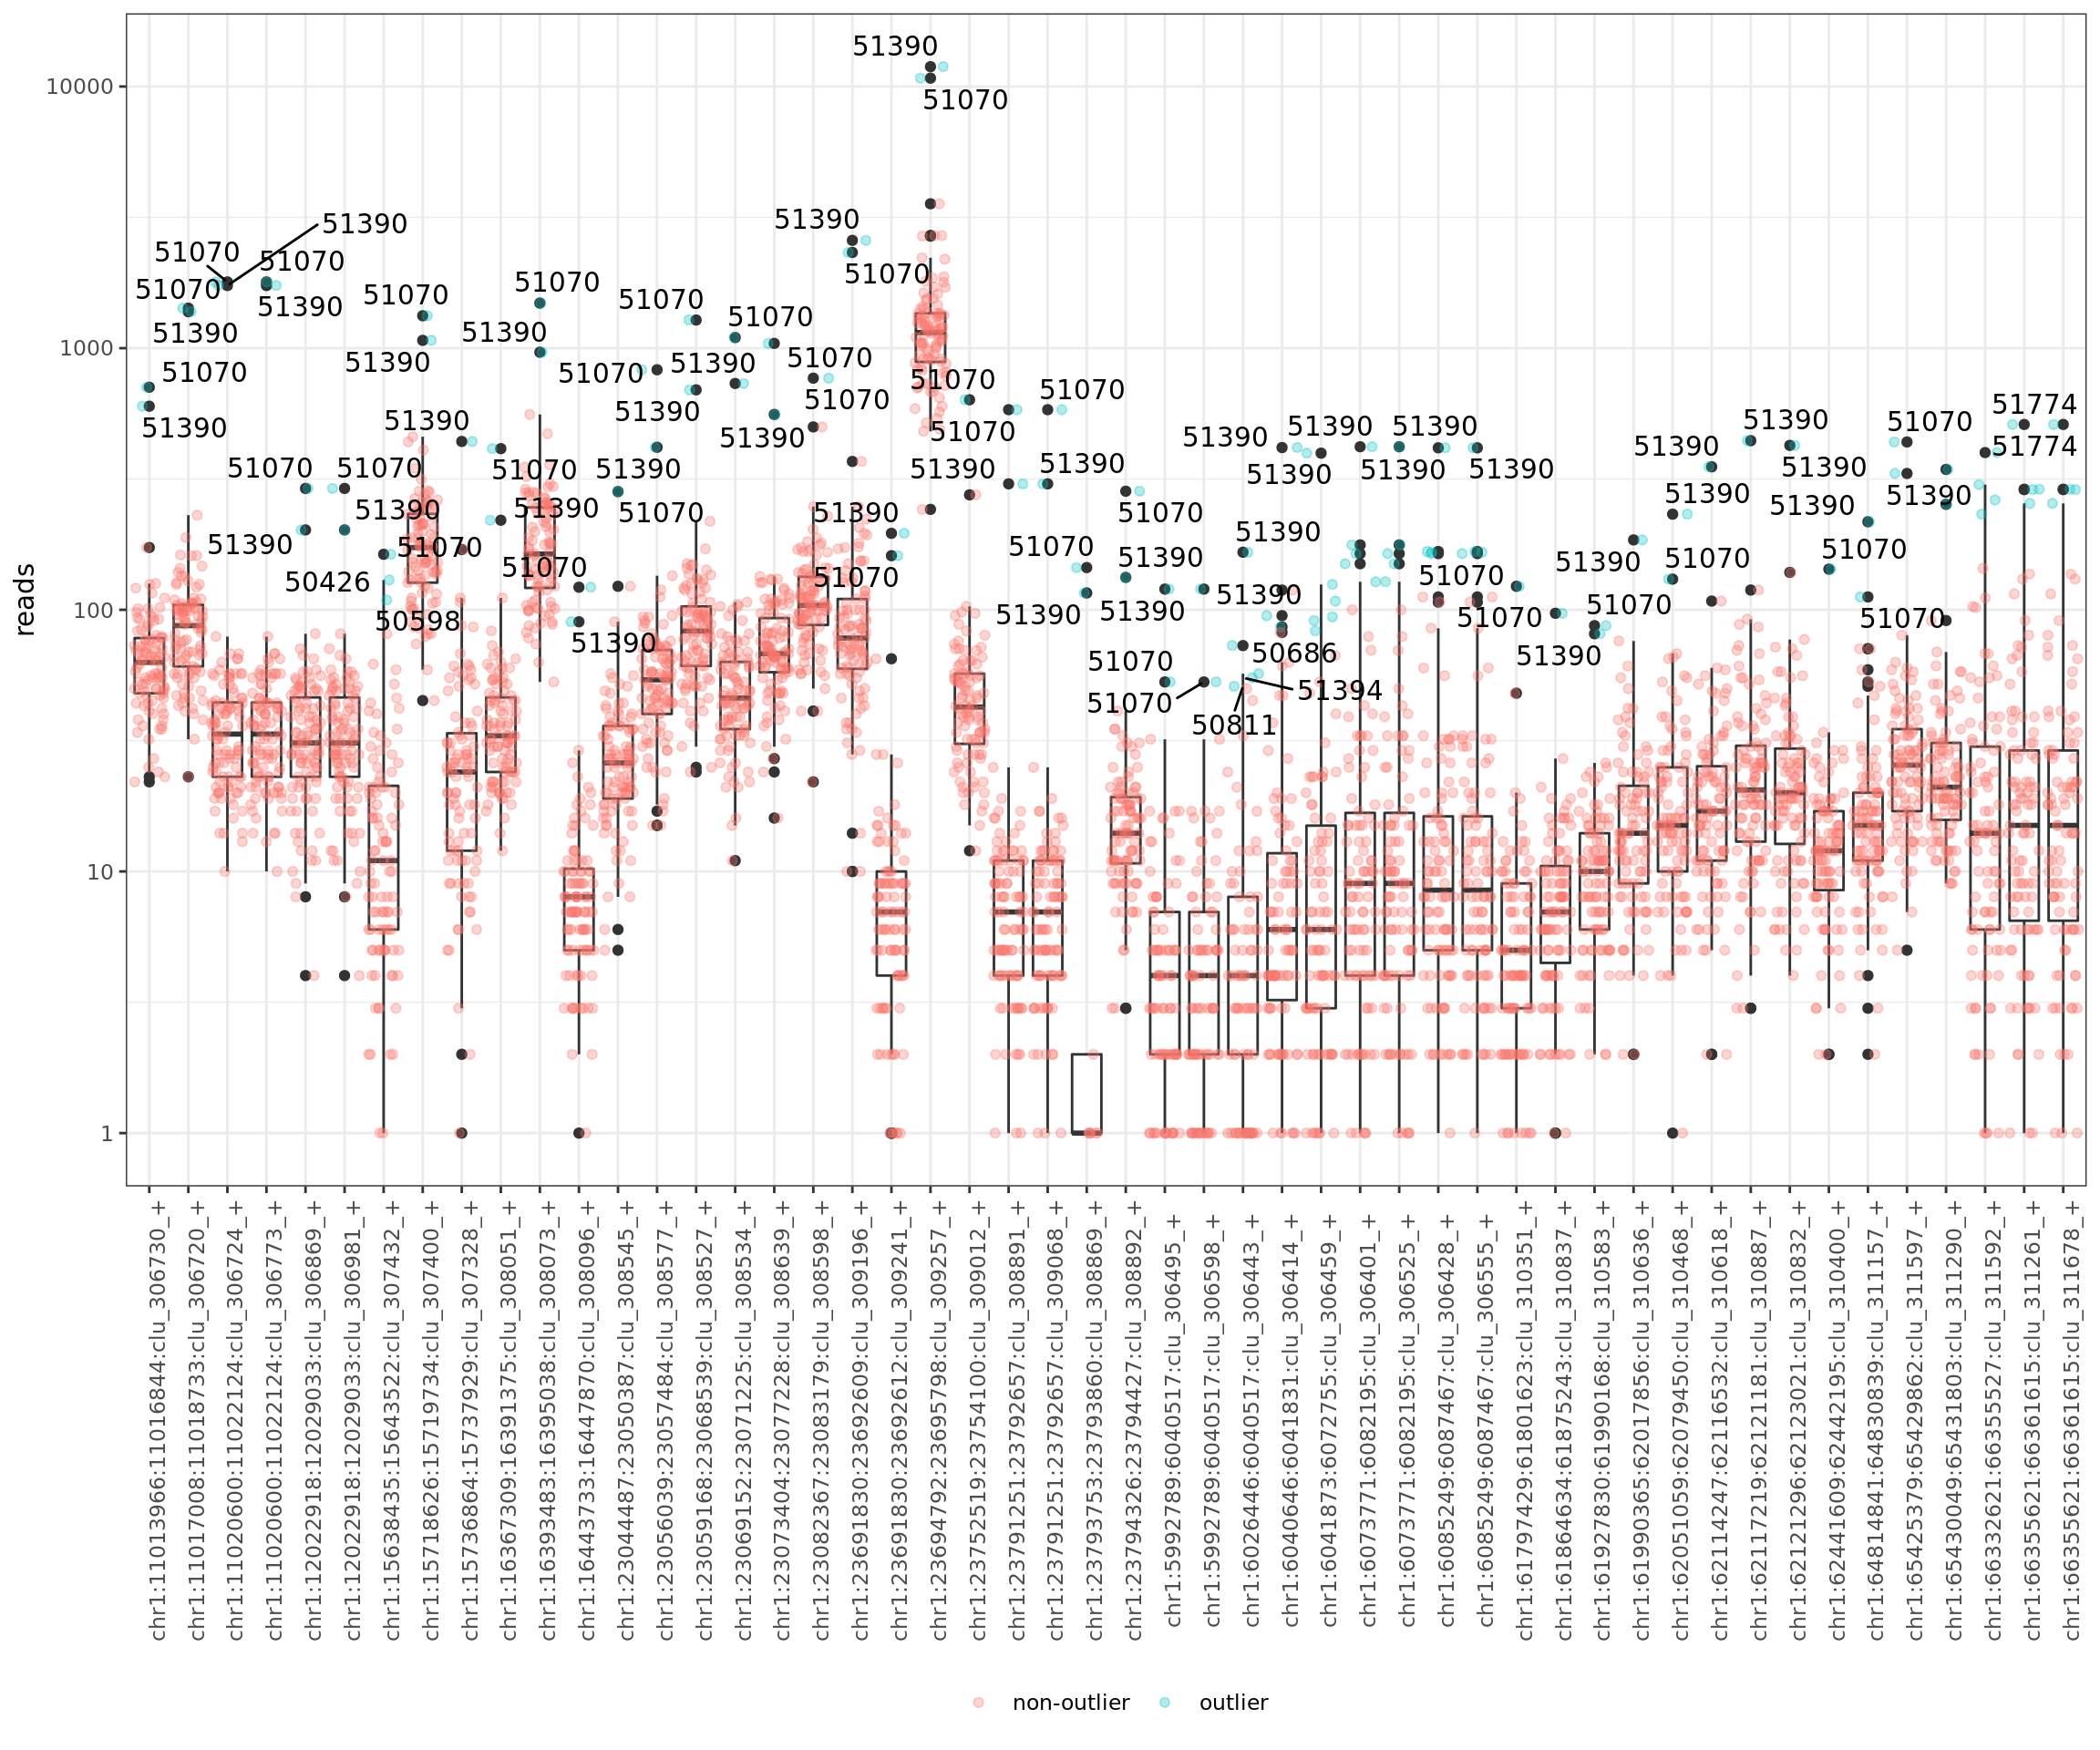 51390
10000
51070
51390
51390
51070
51070
51070
51070
51070
51390
51070
51390
51070
51070
51070
51390
51390
1000
51390
51070
51070
51390
51070
51070
51070
51070
51390
51070
51774
51390
51390
51390
51390
51390
51390
51390
51070
51070
51774
51070
51070
51070
51390
51390
51390
51390
51390
51390
51390
51390
51390
51390
51390
51390
51390
51070
51070
51390
51390
51390
51070
51070
51390
51390
51070
51070
50426
51070
51070
51070
51390
100
50598
51390
51390
51070
51070
51070
51390
51070
50686
51390
51070
51394
50811
10
1
reads
chr1:11013966:11016844:clu_306730_+
chr1:11017008:11018733:clu_306720_+
chr1:11020600:11022124:clu_306724_+
chr1:11020600:11022124:clu_306773_+
chr1:12022918:12029033:clu_306869_+
chr1:12022918:12029033:clu_306981_+
chr1:15638435:15643522:clu_307432_+
chr1:15718626:15719734:clu_307400_+
chr1:15736864:15737929:clu_307328_+
chr1:16367309:16391375:clu_308051_+
chr1:16393483:16395038:clu_308073_+
chr1:16443733:16447870:clu_308096_+
chr1:23044487:23050387:clu_308545_+
chr1:23056039:23057484:clu_308577_+
chr1:23059168:23068539:clu_308527_+
chr1:23069152:23071225:clu_308534_+
chr1:23073404:23077228:clu_308639_+
chr1:23082367:23083179:clu_308598_+
chr1:23691830:23692609:clu_309196_+
chr1:23691830:23692612:clu_309241_+
chr1:23694792:23695798:clu_309257_+
chr1:23752519:23754100:clu_309012_+
chr1:23791251:23792657:clu_308891_+
chr1:23791251:23792657:clu_309068_+
chr1:23793753:23793860:clu_308869_+
chr1:23794326:23794427:clu_308892_+
chr1:5992789:6040517:clu_306495_+
chr1:5992789:6040517:clu_306598_+
chr1:6026446:6040517:clu_306443_+
chr1:6040646:6041831:clu_306414_+
chr1:6041873:6072755:clu_306459_+
chr1:6073771:6082195:clu_306401_+
chr1:6073771:6082195:clu_306525_+
chr1:6085249:6087467:clu_306428_+
chr1:6085249:6087467:clu_306555_+
chr1:61797429:61801623:clu_310351_+
chr1:61864634:61875243:clu_310837_+
chr1:61927830:61990168:clu_310583_+
chr1:61990365:62017856:clu_310636_+
chr1:62051059:62079450:clu_310468_+
chr1:62114247:62116532:clu_310618_+
chr1:62117219:62121181:clu_310887_+
chr1:62121296:62123021:clu_310832_+
chr1:62441609:62442195:clu_310400_+
chr1:64814841:64830839:clu_311157_+
chr1:65425379:65429862:clu_311597_+
chr1:65430049:65431803:clu_311290_+
chr1:66332621:66355527:clu_311592_+
chr1:66355621:66361615:clu_311261_+
chr1:66355621:66361615:clu_311678_+
non-outlier
outlier